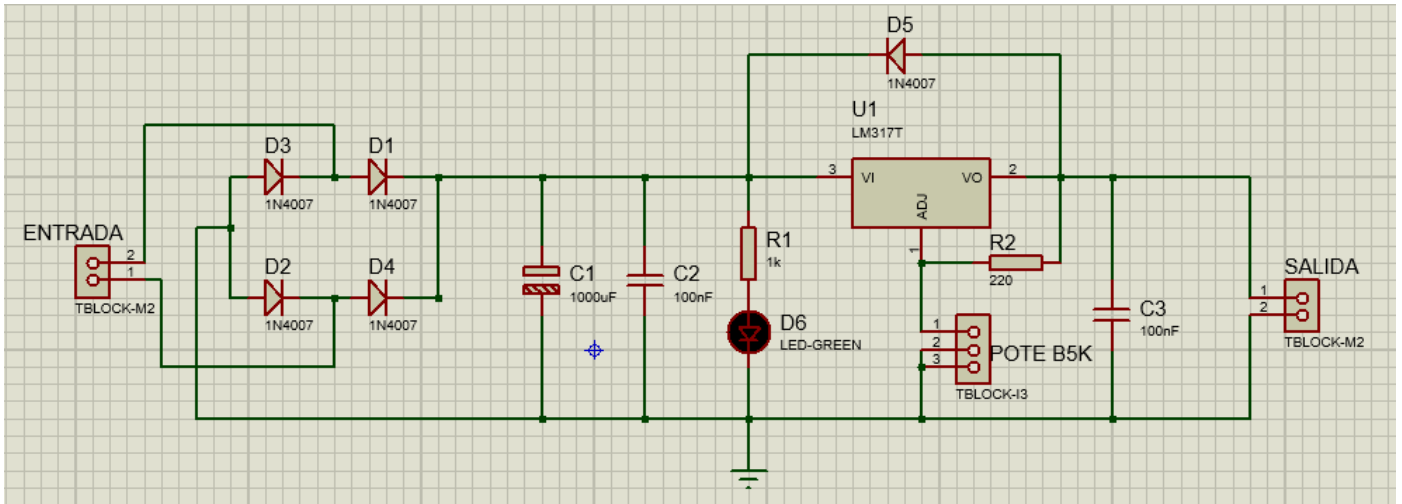 D5
1N4007
U1
LM317T
D3
D1
1N4007
1N4007
3
VI
VO
2
ADJ
1
ENTRADA
2
1
TBLOCK-M2
D2
D4
1N4007
1N4007
C1
1000uF
C2
100nF
R1
1k
D6
LED-GREEN
R2
220
1
2
3
POTE B5K
TBLOCK-I3
C3
100nF
SALIDA
1
2
TBLOCK-M2